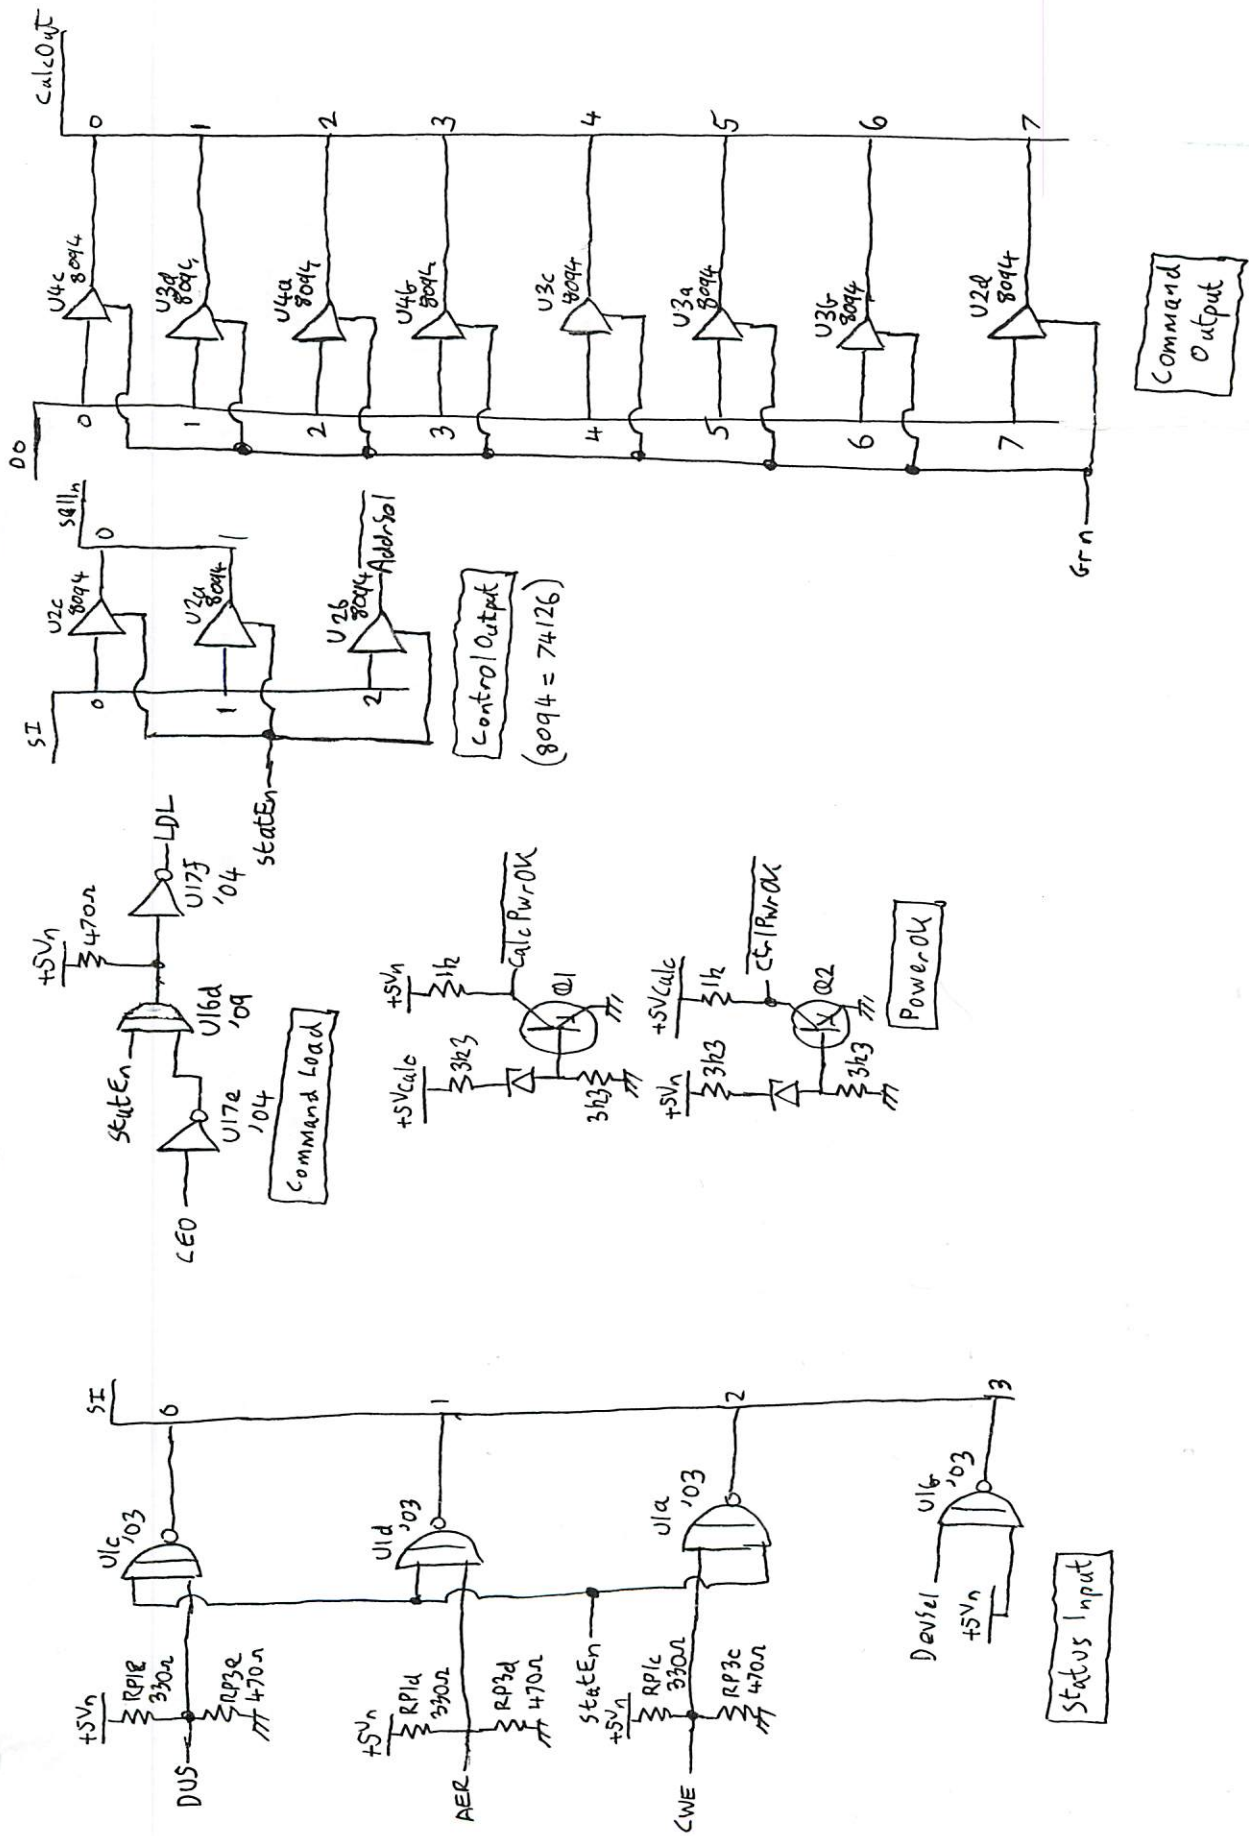 CalcOut
0
1
2
3
4
5
6
7
U4c
8094
U3d
8094
U4a
8094
U4b
8094
U3c
8094
U3a
8094
U3b
8094
U2d
8094
DO
0
1
2
3
4
5
6
7
Grn
Command
Output
0
1
U2c
8094
U2a
8094
U2b
8094
AddrSol
SI
0
1
2
StatEn
Control Output
(8094 = 74126)
CEO
U17e
'04
StatEn
U16d
'09
+5Vn
470Ω
U17f
'04
LDL
Command Load
+5VCalc
3k3
3k3
+5Vn
1k
Q1
CalcPwrOK
+5Vn
3k3
3k3
+5VCalc
1k
Q2
CtrlPwrOK
PowerOK
SI
0
1
2
3
U1c
'03
U1d
'03
U1a
'03
U1b
'03
+5Vn
330Ω
RP3e
470Ω
DUS
+5Vn
RP1d
330Ω
RP3d
470Ω
AER
StatEn
+5Vn
RP1c
330Ω
RP3c
470Ω
CWE
DevSel
+5Vn
Status Input